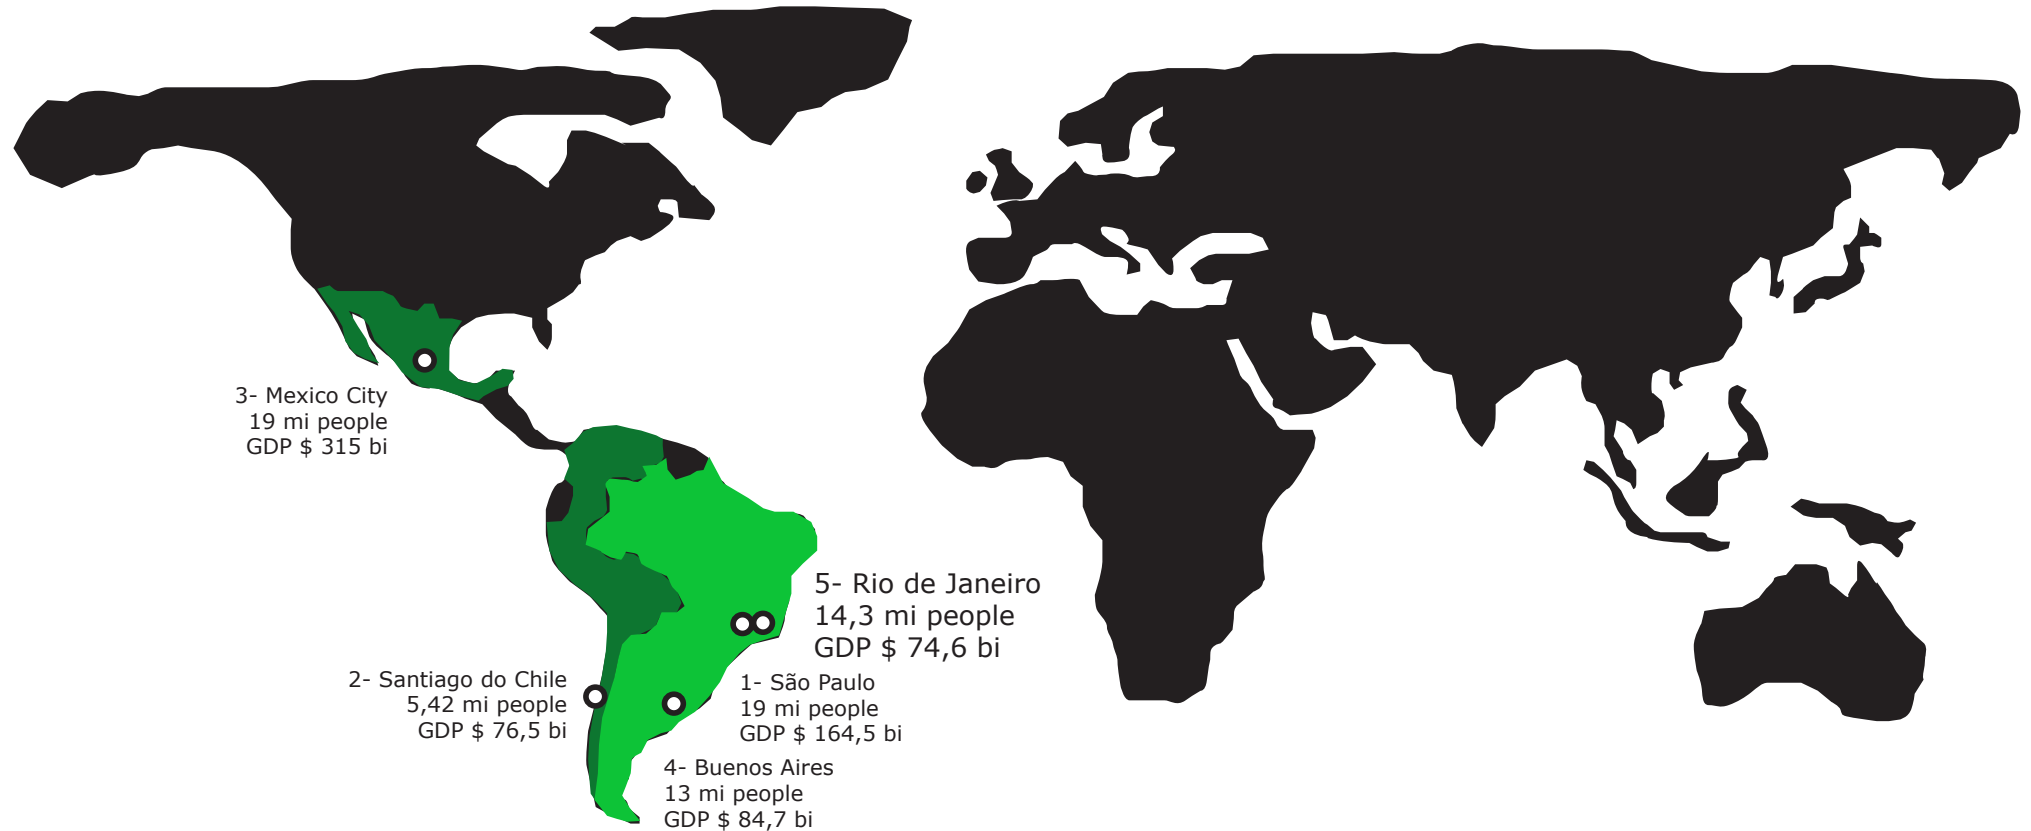 3- Mexico City
19 mi people
GDP $ 315 bi
5- Rio de Janeiro
14,3 mi people
GDP $ 74,6 bi
2- Santiago do Chile
5,42 mi people
GDP $ 76,5 bi
1- São Paulo
19 mi people
GDP $ 164,5 bi
4- Buenos Aires
13 mi people
GDP $ 84,7 bi